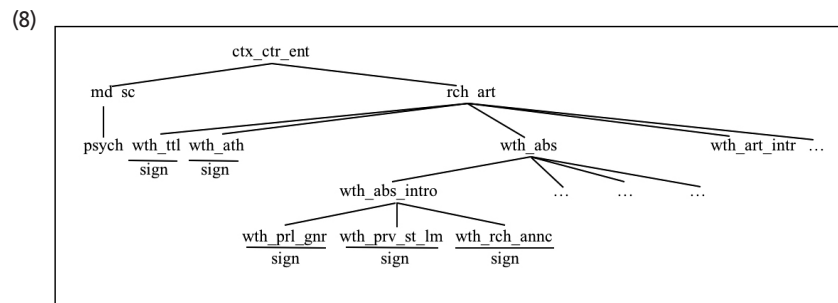 (8)
ctx_ctr_ent
md_sc rch_art
psych wth_ttl wth_ath wth_abs wth_art_intr …
sign sign
wth_abs_intro … … …
wth_prl_gnr wth_prv_st_lm wth_rch_annc
sign sign sign